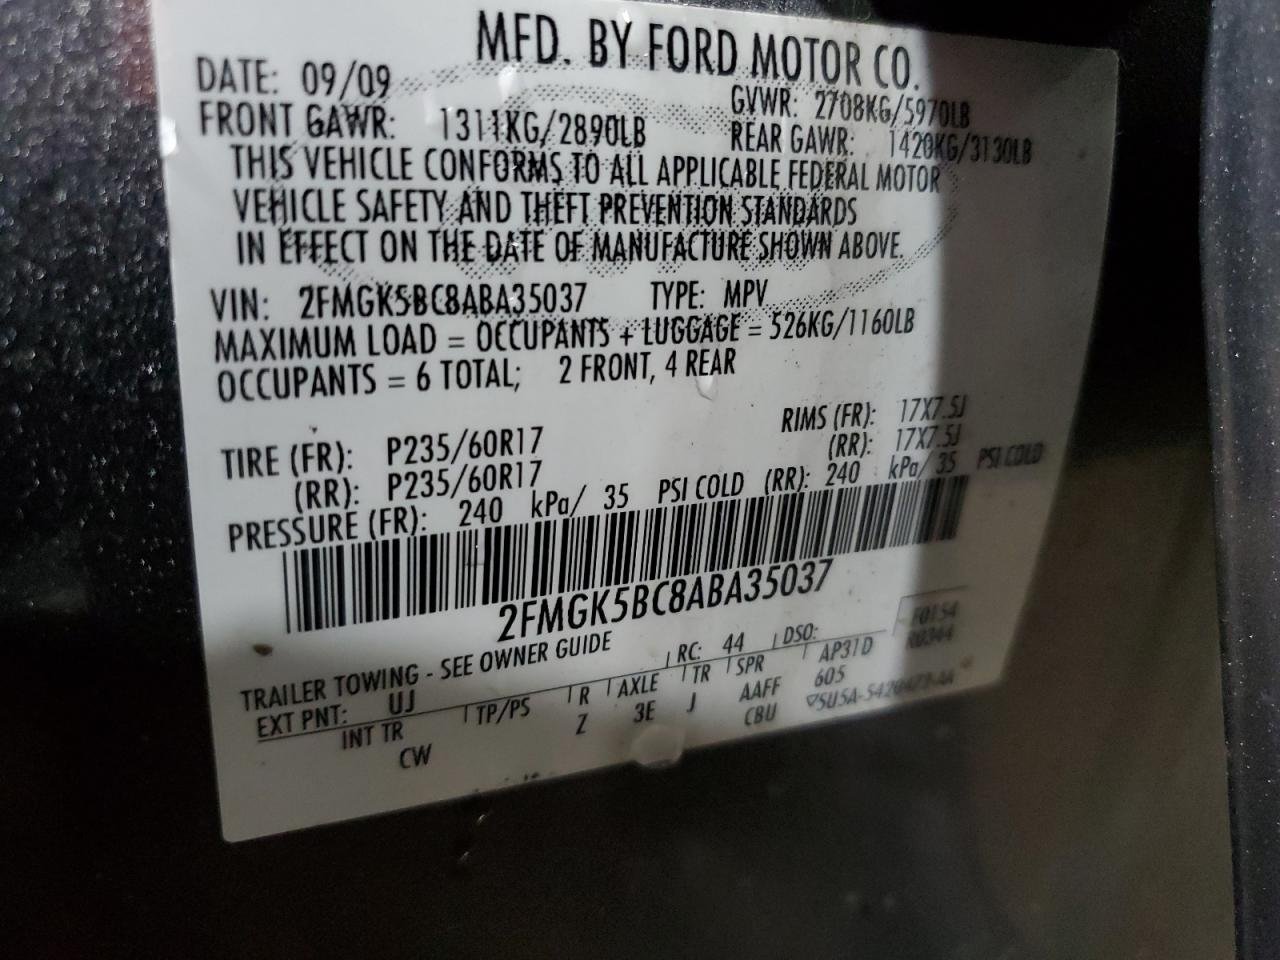 MFD. BY FORD MOTOR CO.
DATE: 09/09 GVWR: 2708KG/5970LB
FRONT GAWR: 1311KG/2890LB REAR GAWR: 1420KG/3130LB
THIS VEHICLE CONFORMS TO ALL APPLICABLE FEDERAL MOTOR
VEHICLE SAFETY AND THEFT PREVENTION STANDARDS
IN EFFECT ON THE DATE OF MANUFACTURE SHOWN ABOVE.
VIN: 2FMGK5BC8ABA35037 TYPE: MPV
MAXIMUM LOAD = OCCUPANTS + LUGGAGE = 526KG/1160LB
OCCUPANTS = 6 TOTAL; 2 FRONT, 4 REAR
TIRE (FR): P235/60R17 RIMS (FR): 17X7.5J
(RR): P235/60R17 (RR): 17X7.5J
PRESSURE (FR): 240 kPa/ 35 PSI COLD (RR): 240 kPa/ 35 PSI COLD
2FMGK5BC8ABA35037
TRAILER TOWING - SEE OWNER GUIDE RC: 44 DSO: F0154
EXT PNT: UJ AP31D R0344
INT TR TP/PS R AXLE TR SPR 605
CW Z 3E J AAFF ▽5U5A-5420472-AA
CBU